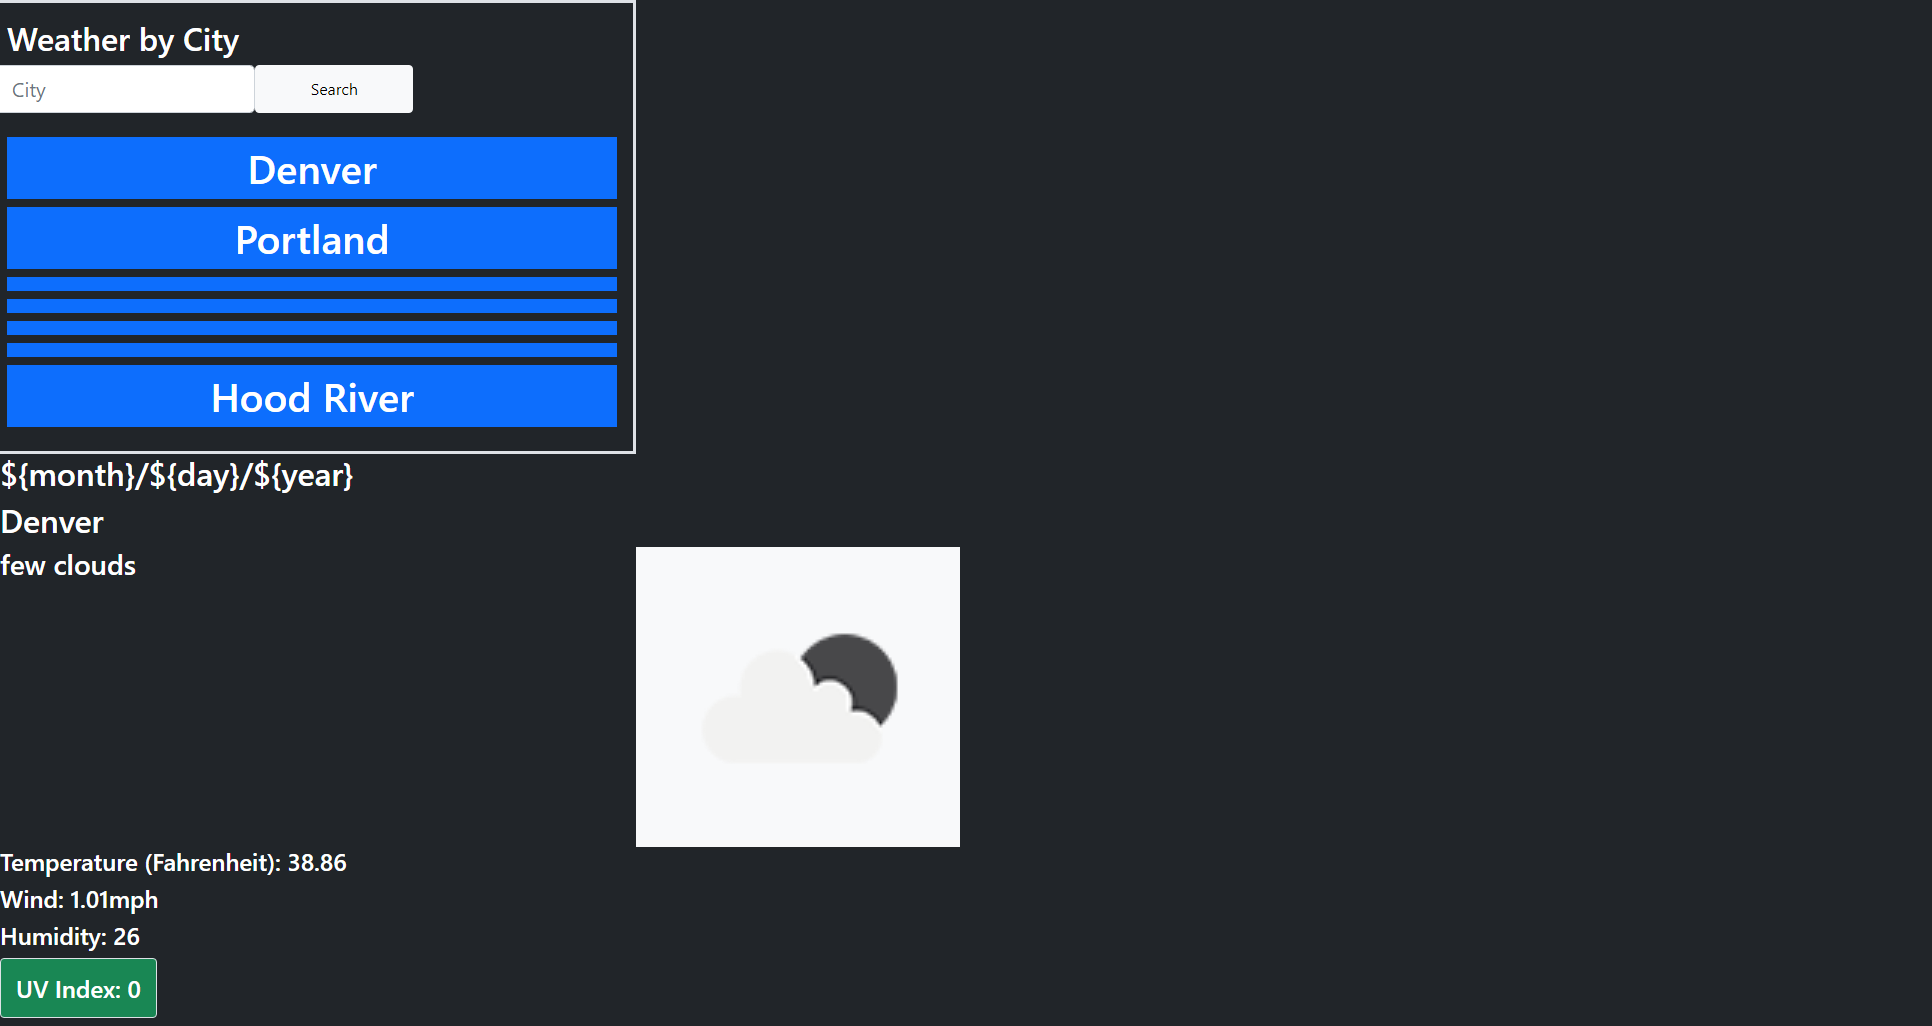 Weather by City
City
Search
Denver
Portland
Hood River
${month}/${day}/${year}
Denver
few clouds
Temperature (Fahrenheit): 38.86
Wind: 1.01mph
Humidity: 26
UV Index: 0